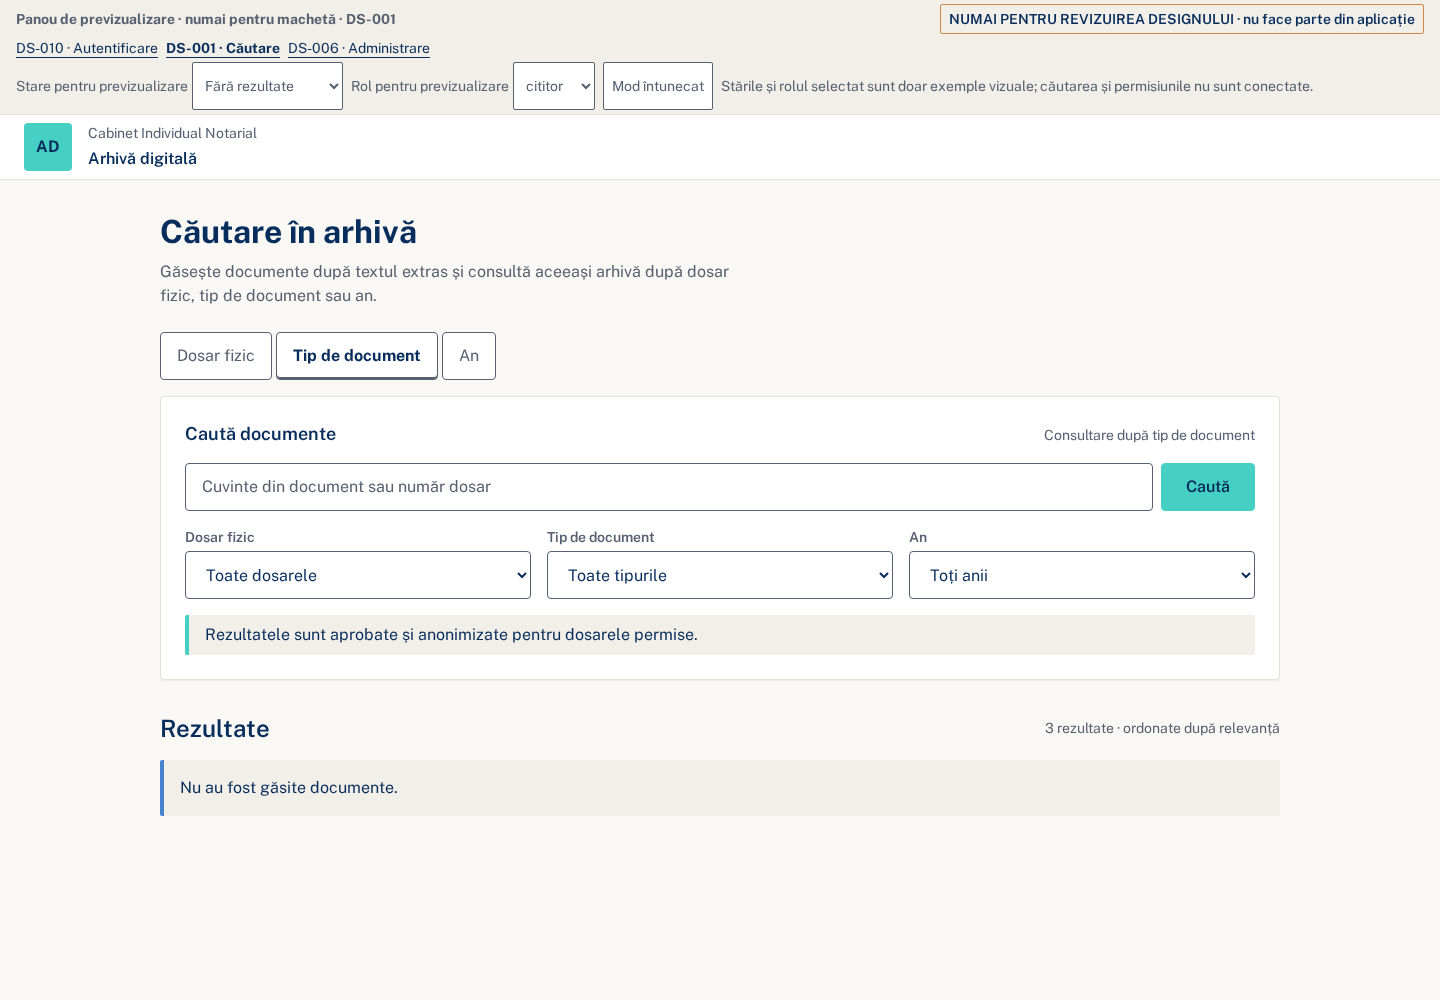 Panou de previzualizare · numai pentru machetă · DS-001
NUMAI PENTRU REVIZUIREA DESIGNULUI · nu face parte din aplicație
DS-010 · Autentificare DS-001 · Căutare DS-006 · Administrare
Stare pentru previzualizare Fără rezultate Rol pentru previzualizare cititor Mod întunecat Stările și rolul selectat sunt doar exemple vizuale; căutarea și permisiunile nu sunt conectate.
AD
Cabinet Individual Notarial
Arhivă digitală
Căutare în arhivă
Găsește documente după textul extras și consultă aceeași arhivă după dosar
fizic, tip de document sau an.
Dosar fizic Tip de document An
Caută documente
Consultare după tip de document
Cuvinte din document sau număr dosar
Caută
Dosar fizic Tip de document An
Toate dosarele Toate tipurile Toți anii
Rezultatele sunt aprobate și anonimizate pentru dosarele permise.
Rezultate
3 rezultate · ordonate după relevanță
Nu au fost găsite documente.